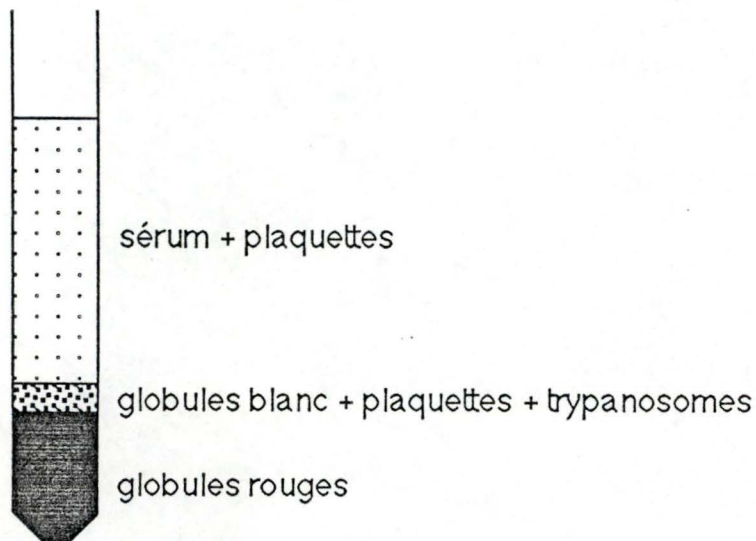 sérum + plaquettes
globules blanc + plaquettes + trypanosomes
globules rouges